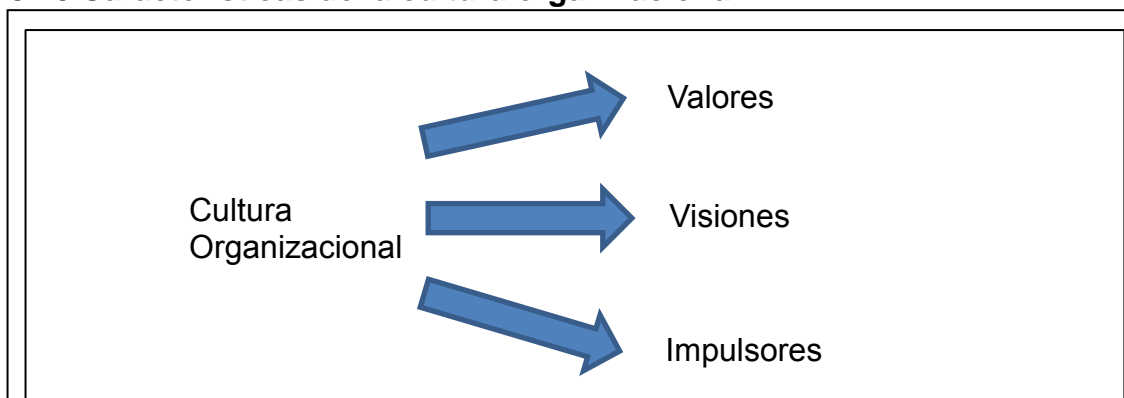 Valores
Cultura
Organizacional
Visiones
Impulsores